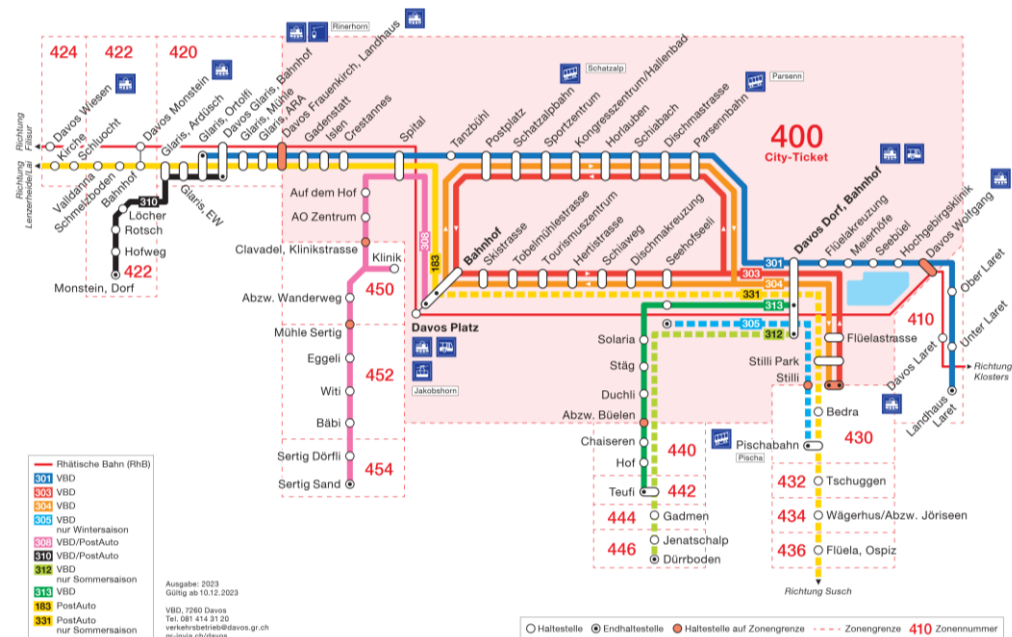 424
422
420
400
City-Ticket
Rinerhorn
Schatzalp
Parsenn
Richtung
Filisur
Richtung
Lenzerheide/Lai
Davos Wiesen
Kirche
Schluocht
Valldanna
Schmelzboden
Bahnhof
Davos Monstein
Glaris, Ardüsch
Glaris, Ortolfi
Davos Glaris, Bahnhof
Glaris, Mühle
Glaris, ARA
Davos Frauenkirch, Landhaus
Gadenstatt
Islen
Crestannes
Spital
Tanzbühl
Postplatz
Schatzalpbahn
Sportzentrum
Kongresszentrum/Hallenbad
Horlauben
Schiabach
Dischmastrasse
Parsennbahn
Glaris, EW
310
Löcher
Rotsch
Hofweg
422
Monstein, Dorf
Auf dem Hof
AO Zentrum
Clavadel, Klinikstrasse
Klinik
450
Abzw. Wanderweg
Mühle Sertig
Eggeli
452
Witi
Bäbi
Sertig Dörfli
454
Sertig Sand
308
183
Bahnhof
Skistrasse
Tobelmühlestrasse
Tourismuszentrum
Hertistrasse
Schiaweg
Dischmakreuzung
Seehofseeli
Davos Dorf, Bahnhof
Flüelakreuzung
Meierhöfe
Seebüel
Hochgebirgsklinik
Davos Wolfgang
301
303
304
331
313
305
312
Davos Platz
Jakobshorn
Ober Laret
Unter Laret
410
Davos Laret
Richtung
Klosters
Landhaus
Laret
Flüelastrasse
Stilli Park
Stilli
Solaria
Stäg
Duchli
Abzw. Büelen
Chaiseren
440
Hof
Teufi
442
444
Gadmen
446
Jenatschalp
Dürrboden
Bedra
430
Pischabahn
Pischa
432
Tschuggen
434
Wägerhus/Abzw. Jöriseen
436
Flüela, Ospiz
Richtung Susch
Rhätische Bahn (RhB)
301 VBD
303 VBD
304 VBD
305 VBD
nur Wintersaison
308 VBD/PostAuto
310 VBD/PostAuto
312 VBD
nur Sommersaison
313 VBD
183 PostAuto
331 PostAuto
nur Sommersaison
Ausgabe: 2023
Gültig ab 10.12.2023
VBD, 7260 Davos
Tel. 081 414 31 20
verkehrsbetrieb@davos.gr.ch
gr-invia.ch/davos
Haltestelle Endhaltestelle Haltestelle auf Zonengrenze Zonengrenze 410 Zonennummer